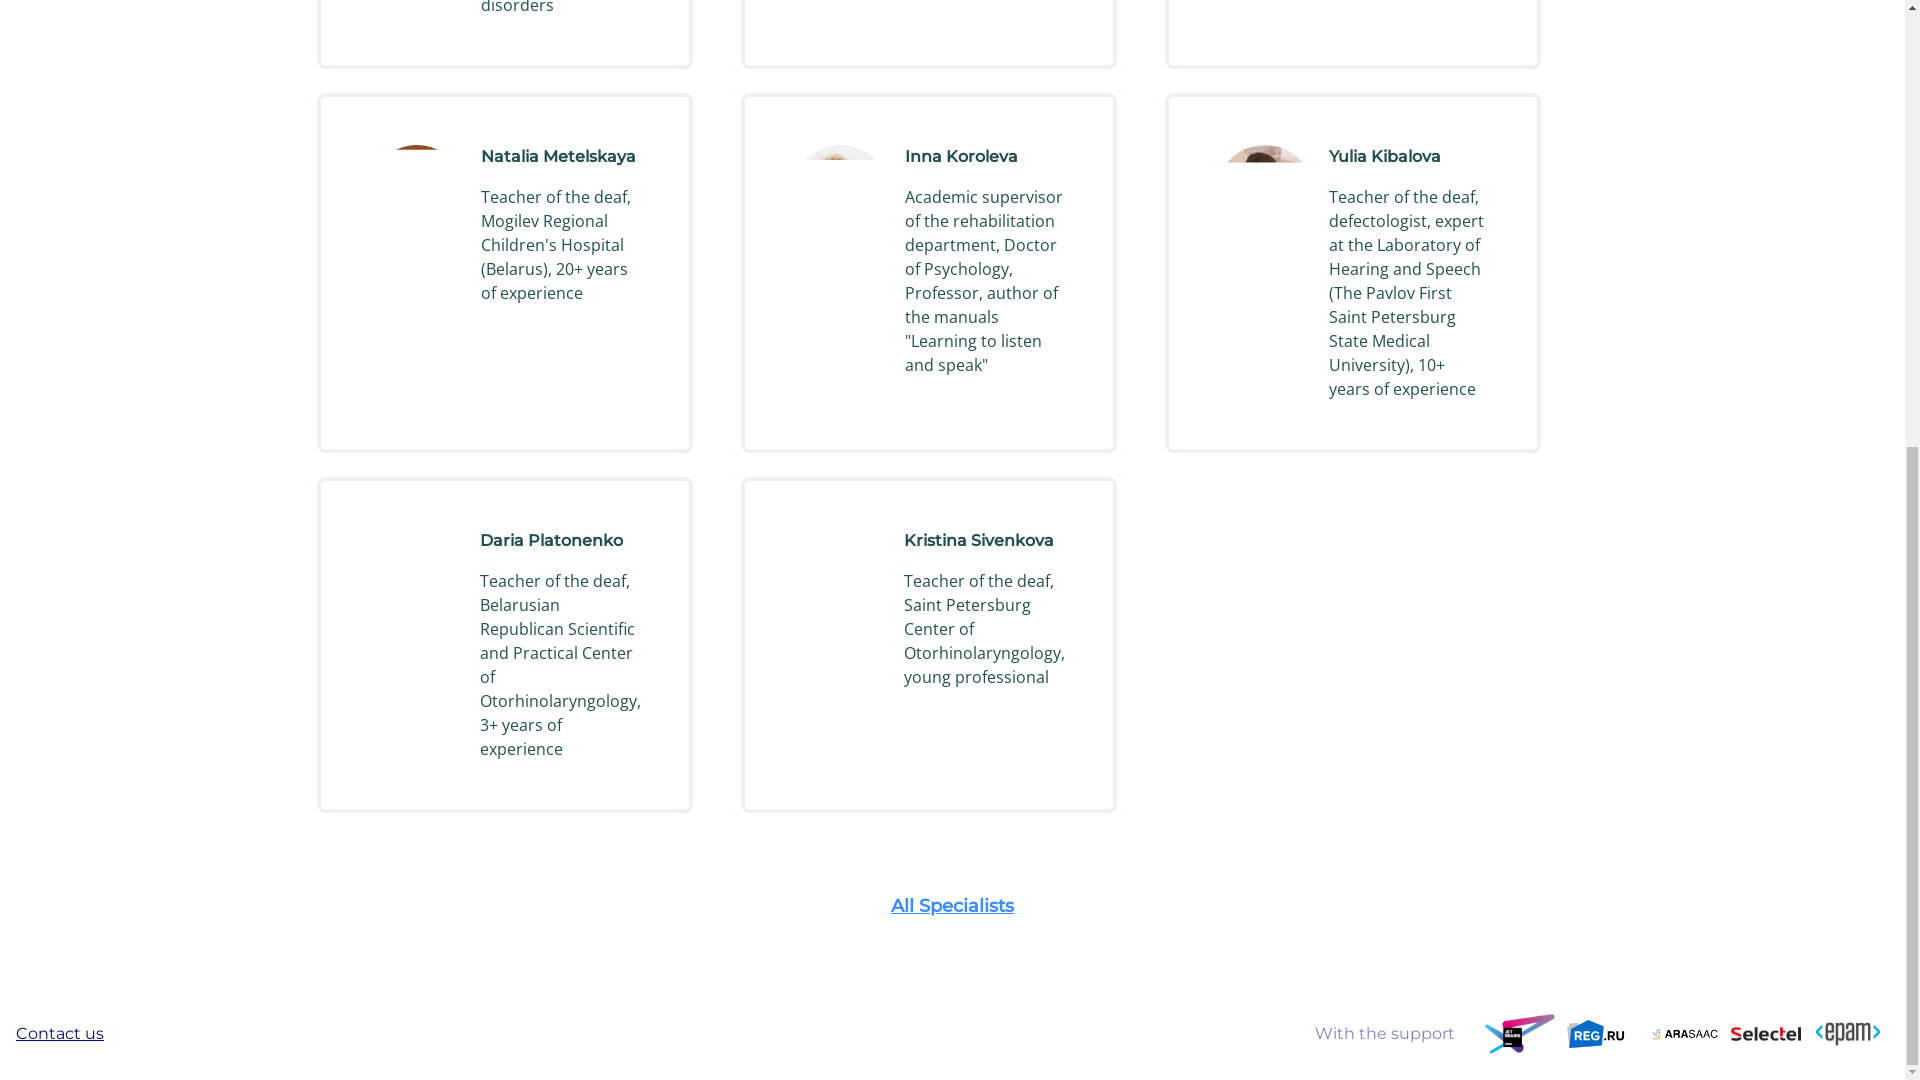 disorders
Natalia Metelskaya
Teacher of the deaf,
Mogilev Regional
Children's Hospital
(Belarus), 20+ years
of experience
Inna Koroleva
Academic supervisor
of the rehabilitation
department, Doctor
of Psychology,
Professor, author of
the manuals
"Learning to listen
and speak"
Yulia Kibalova
Teacher of the deaf,
defectologist, expert
at the Laboratory of
Hearing and Speech
(The Pavlov First
Saint Petersburg
State Medical
University), 10+
years of experience
Daria Platonenko
Teacher of the deaf,
Belarusian
Republican Scientific
and Practical Center
of
Otorhinolaryngology,
3+ years of
experience
Kristina Sivenkova
Teacher of the deaf,
Saint Petersburg
Center of
Otorhinolaryngology,
young professional
All Specialists
Contact us
With the support
JET
BRAINS
REG.RU
ARASAAC
Selectel
<epam>